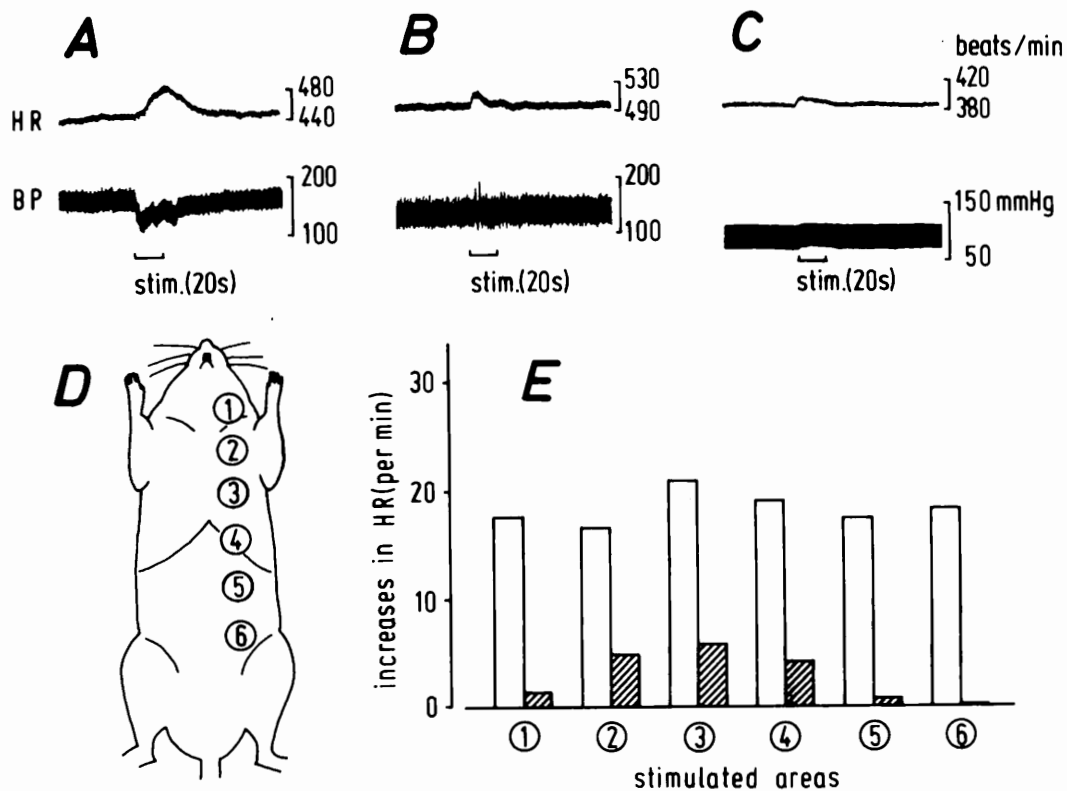 A
B
C
beats/min
HR
480
440
530
490
420
380
BP
200
100
200
100
150 mmHg
50
stim.(20s)
stim.(20s)
stim.(20s)
D
1
2
3
4
5
6
E
increases in HR(per min)
30
20
10
0
1 2 3 4 5 6
stimulated areas